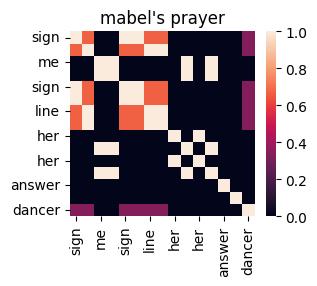 mabel's prayer
sign
me
sign
line
her
her
answer
dancer
1.0
0.8
0.6
0.4
0.2
0.0
sign
me
sign
line
her
her
answer
dancer